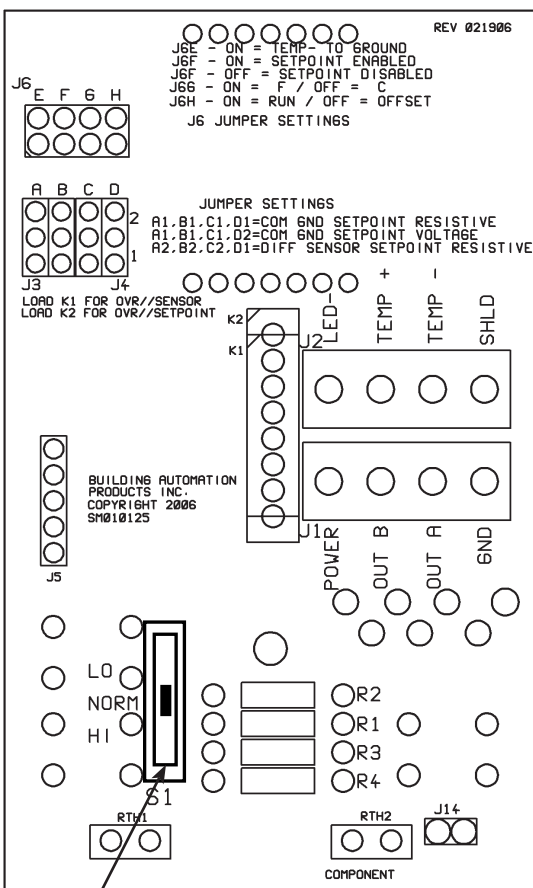 REV 021906
J6E - ON = TEMP- TO GROUND
J6F - ON = SETPOINT ENABLED
J6F - OFF = SETPOINT DISABLED
J6G - ON = F / OFF = C
J6H - ON = RUN / OFF = OFFSET
J6 JUMPER SETTINGS
J6
E F G H
A B C D
2
1
J3 J4
JUMPER SETTINGS
A1,B1,C1,D1=COM GND SETPOINT RESISTIVE
A1,B1,C1,D2=COM GND SETPOINT VOLTAGE
A2,B2,C2,D1=DIFF SENSOR SETPOINT RESISTIVE
LOAD K1 FOR OVR//SENSOR
LOAD K2 FOR OVR//SETPOINT
K2
K1
J2
LED-
TEMP +
TEMP -
SHLD
J1
POWER
OUT B
OUT A
GND
BUILDING AUTOMATION
PRODUCTS INC.
COPYRIGHT 2006
SM010125
J5
LO
NORM
HI
S1
R2
R1
R3
R4
RTH1
RTH2
J14
COMPONENT